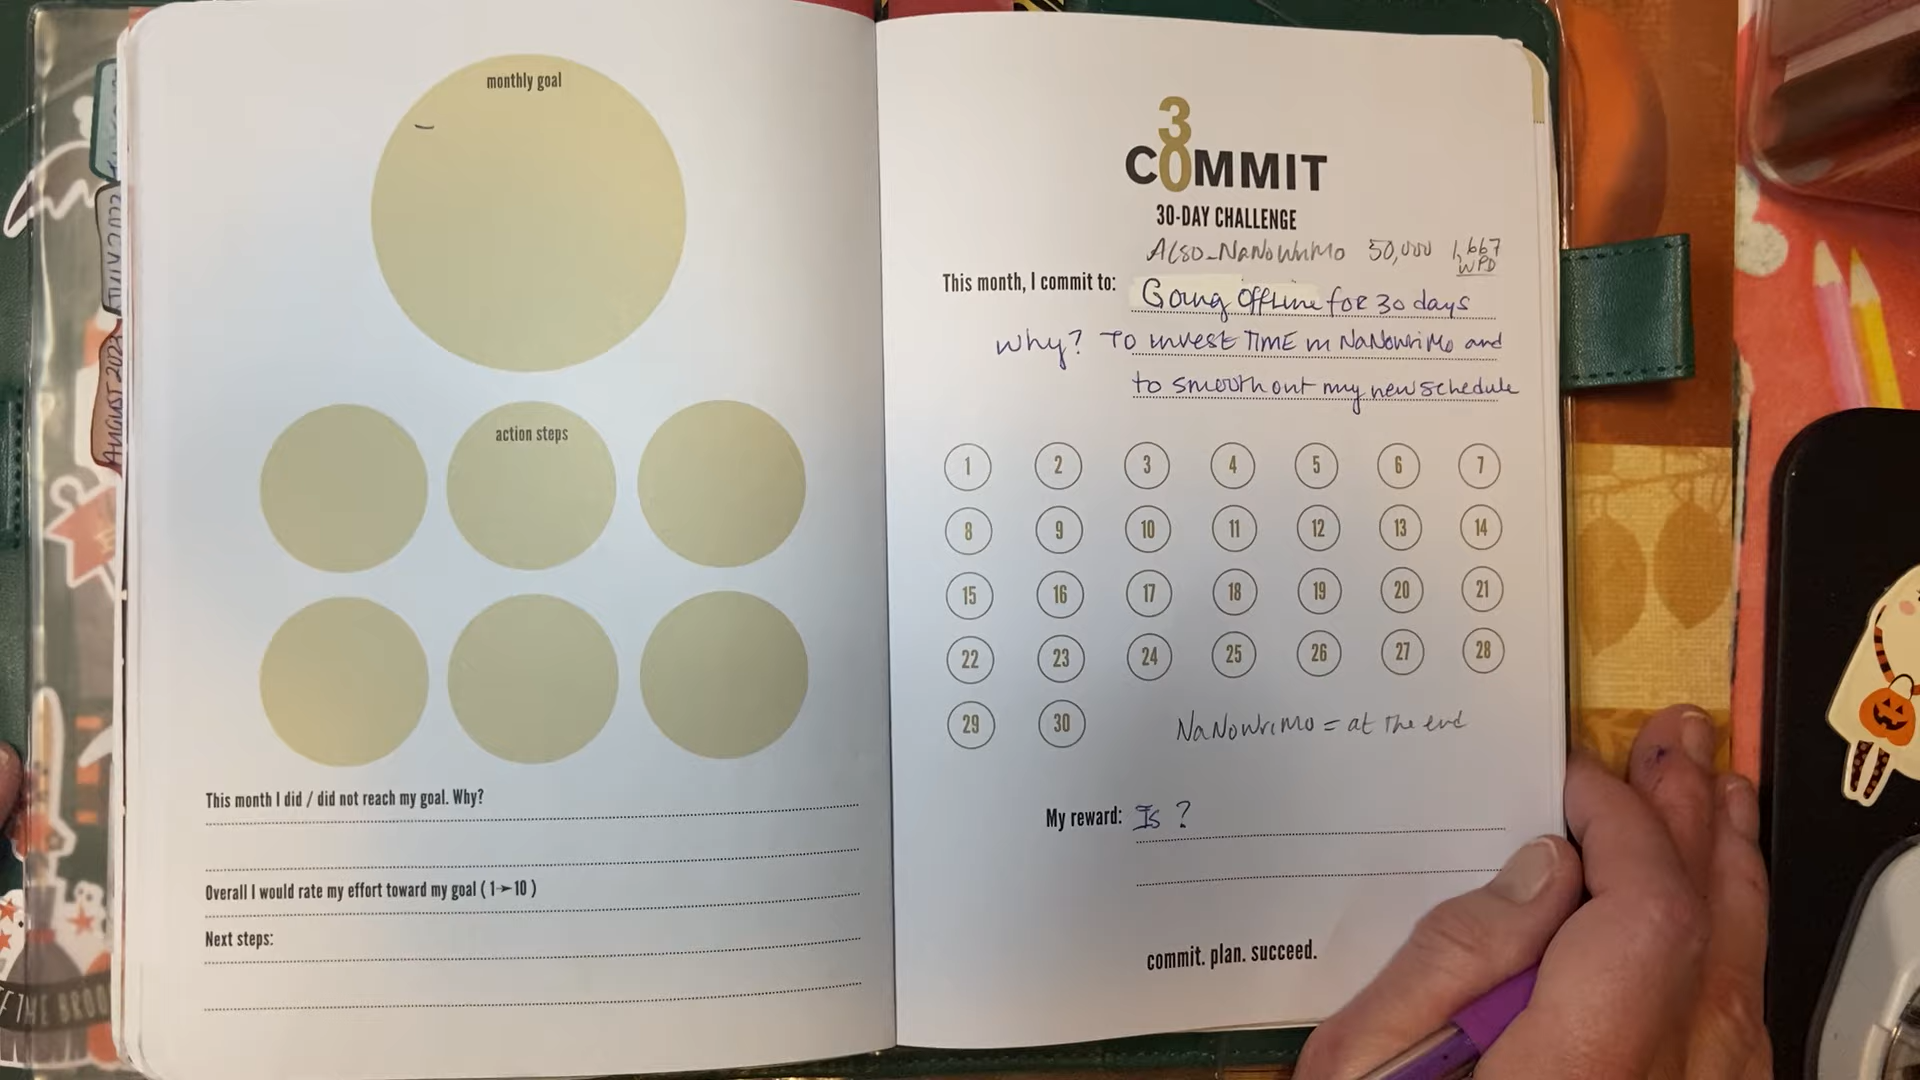 monthly goal
action steps
This month I did / did not reach my goal. Why?
Overall I would rate my effort toward my goal ( 1➛10 )
Next steps:
3
COMMIT
30-DAY CHALLENGE
Also - NaNoWriMo 50,000 1,667
WPD
This month, I commit to: Going Offline for 30 days
Why? To invest Time in NaNoWriMo and
to smooth out my new schedule
1 2 3 4 5 6 7
8 9 10 11 12 13 14
15 16 17 18 19 20 21
22 23 24 25 26 27 28
29 30 NaNoWriMo = at the end
My reward: Is ?
commit. plan. succeed.
AUGUST 2023